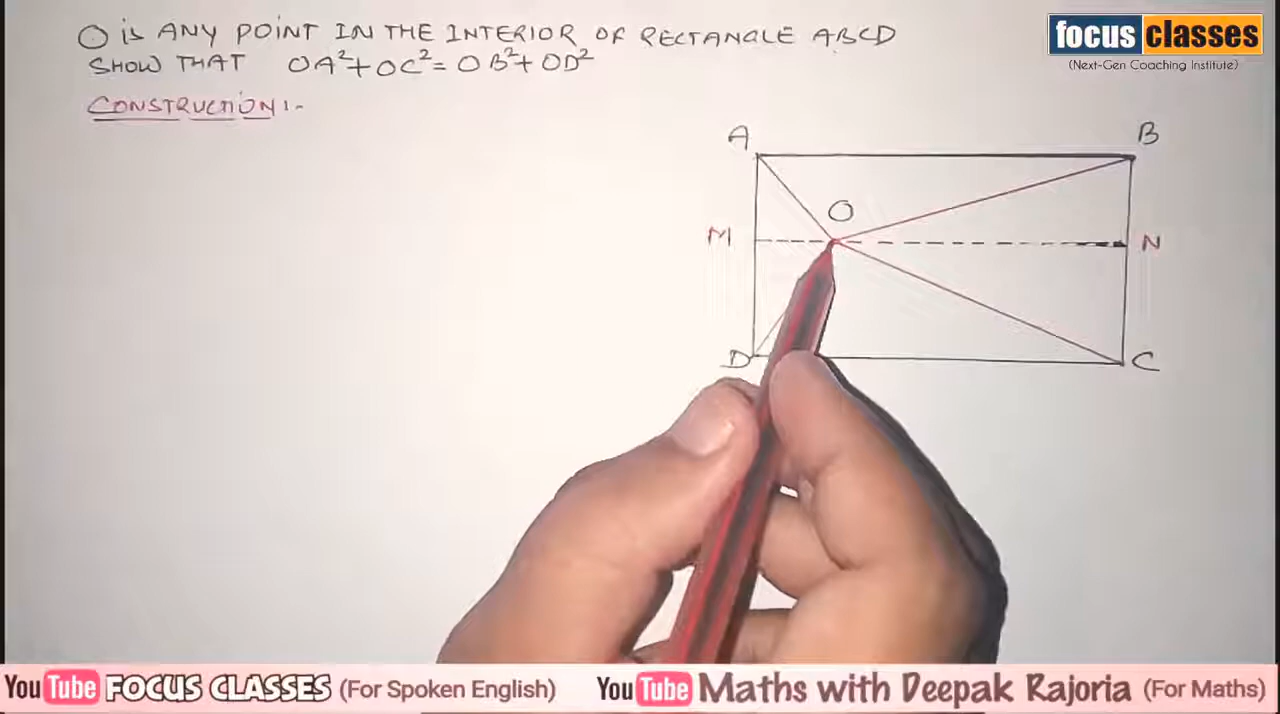 O is ANY POINT IN THE INTERIOR OF RECTANGLE ABCD
SHOW THAT OA²+OC²=OB²+OD²
CONSTRUCTION:-
focus classes
(Next-Gen Coaching Institute)
A
B
O
M
N
D
C
YouTube FOCUS CLASSES (For Spoken English) YouTube Maths with Deepak Rajoria (For Maths)